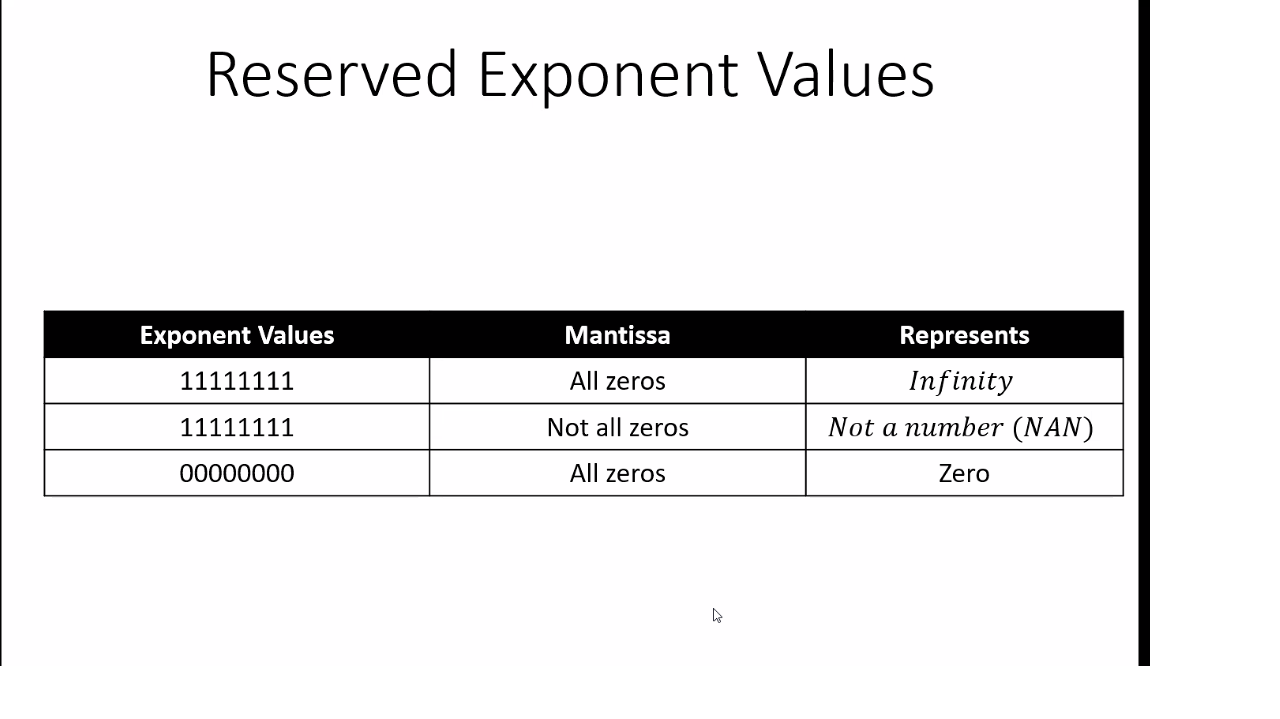 Reserved Exponent Values
Exponent Values Mantissa Represents
11111111 All zeros Infinity
11111111 Not all zeros Not a number (NAN)
00000000 All zeros Zero